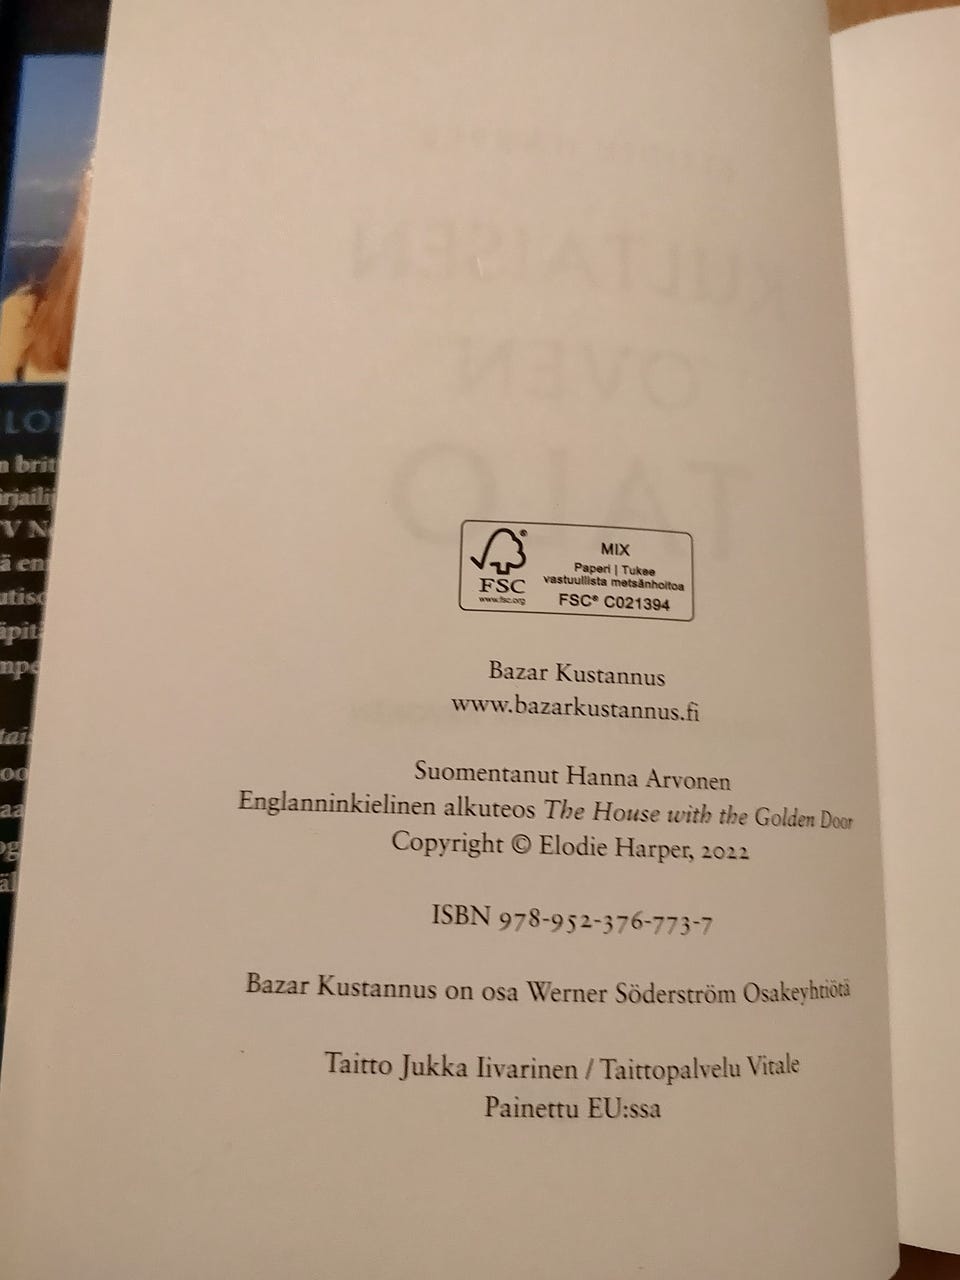 FSC
www.fsc.org
MIX
Paperi | Tukee
vastuullista metsänhoitoa
FSC® C021394
Bazar Kustannus
www.bazarkustannus.fi
Suomentanut Hanna Arvonen
Englanninkielinen alkuteos The House with the Golden Door
Copyright © Elodie Harper, 2022
ISBN 978-952-376-773-7
Bazar Kustannus on osa Werner Söderström Osakeyhtiötä
Taitto Jukka Iivarinen / Taittopalvelu Vitale
Painettu EU:ssa